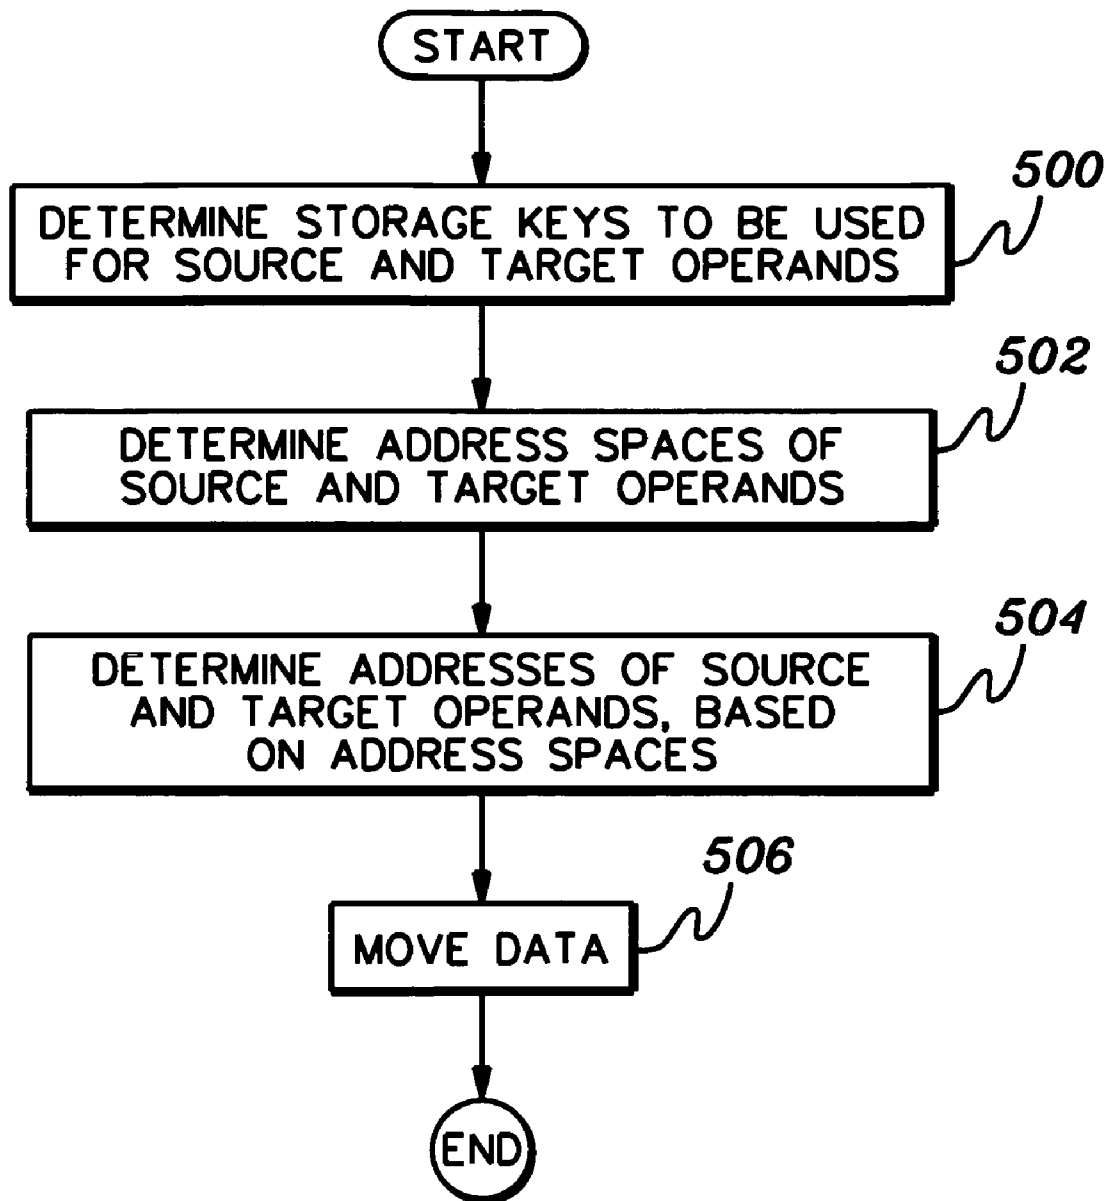 START
500
DETERMINE STORAGE KEYS TO BE USED
FOR SOURCE AND TARGET OPERANDS
502
DETERMINE ADDRESS SPACES OF
SOURCE AND TARGET OPERANDS
504
DETERMINE ADDRESSES OF SOURCE
AND TARGET OPERANDS, BASED
ON ADDRESS SPACES
506
MOVE DATA
END